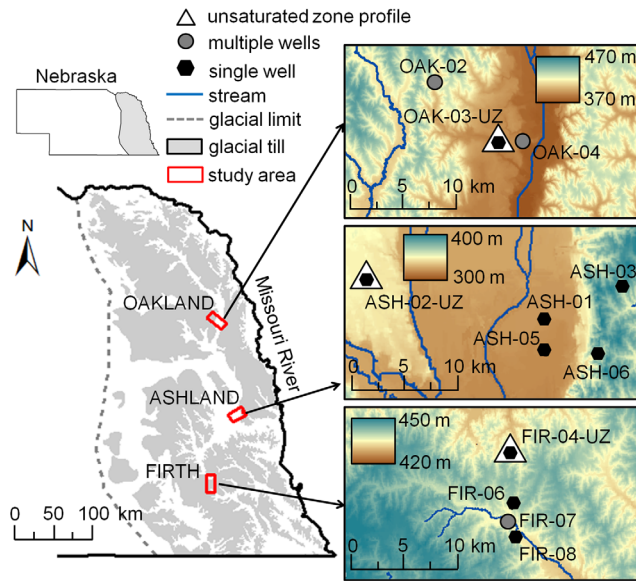 unsaturated zone profile
multiple wells
single well
stream
glacial limit
glacial till
study area
Nebraska
N
OAKLAND
ASHLAND
FIRTH
Missouri River
0 50 100 km
OAK-02
OAK-03-UZ
OAK-04
470 m
370 m
0 5 10 km
400 m
300 m
ASH-02-UZ
ASH-01
ASH-03
ASH-05
ASH-06
0 5 10 km
450 m
420 m
FIR-04-UZ
FIR-06
FIR-07
FIR-08
0 5 10 km